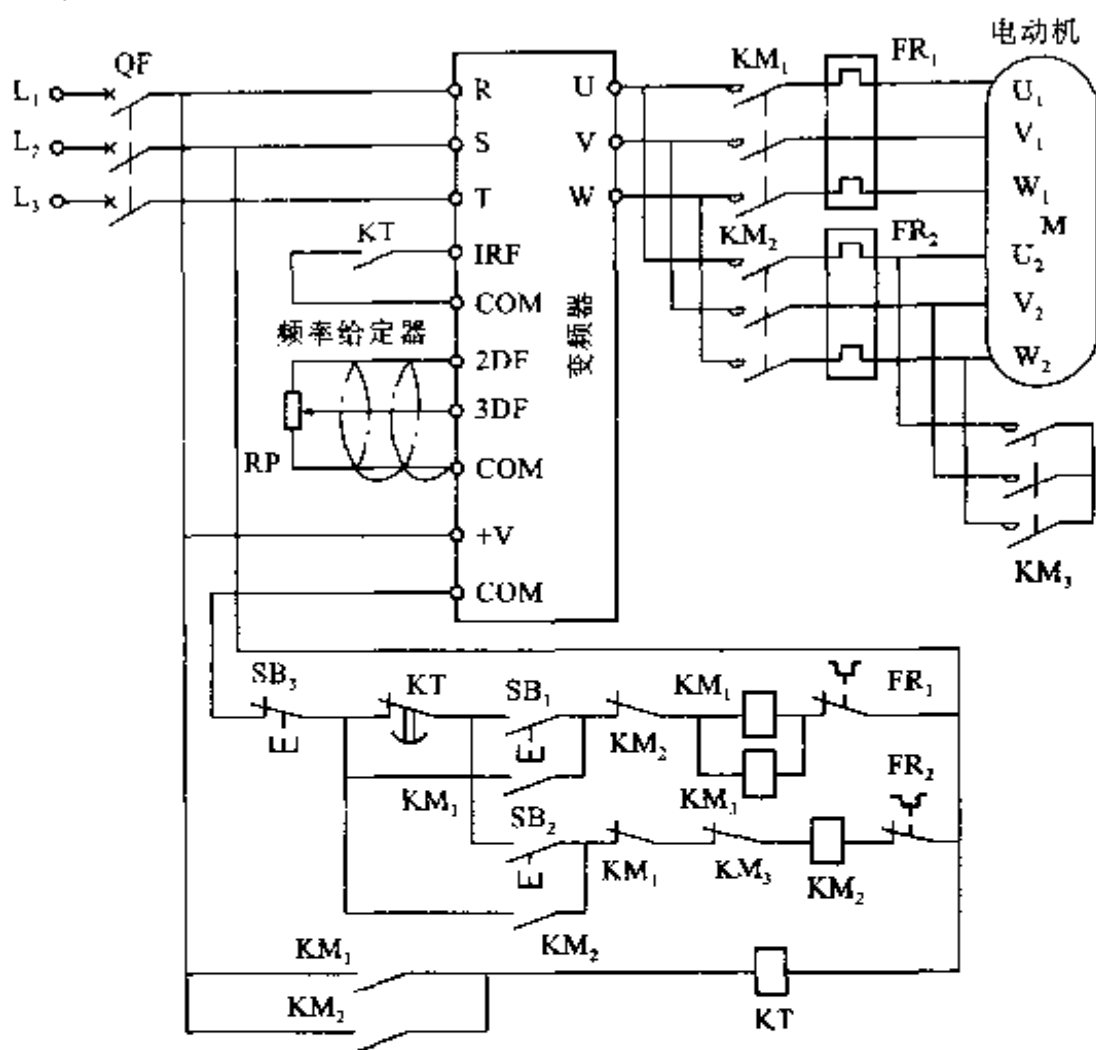 电动机
QF
KM₁
FR₁
L₁
R
U
U₁
L₂
S
V
V₁
L₃
T
W
W₁
M
KT
IRF
KM₂
FR₂
U₂
COM
V₂
频率给定器
变频器
2DF
W₂
3DF
RP
COM
+V
KM₃
COM
SB₃
KT
SB₁
KM₁
FR₁
KM₂
FR₂
KM₁
SB₂
KM₁
KM₃
KM₂
KM₂
KM₁
KM₂
KT